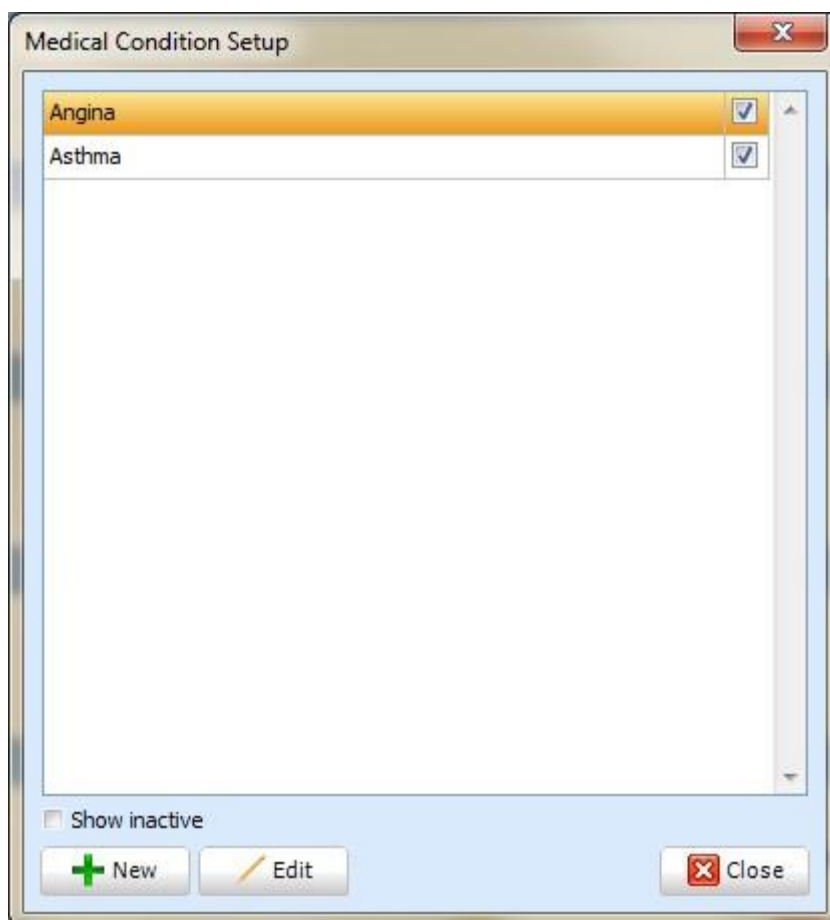 Medical Condition Setup
Angina
Asthma
Show inactive
New Edit Close